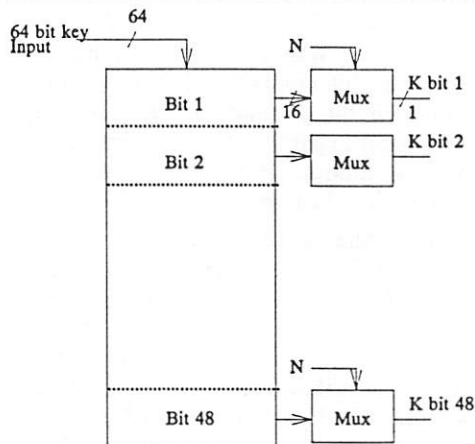 64
64 bit key
Input
N
Bit 1
16
Mux
K bit 1
1
Bit 2
Mux
K bit 2
N
Bit 48
Mux
K bit 48